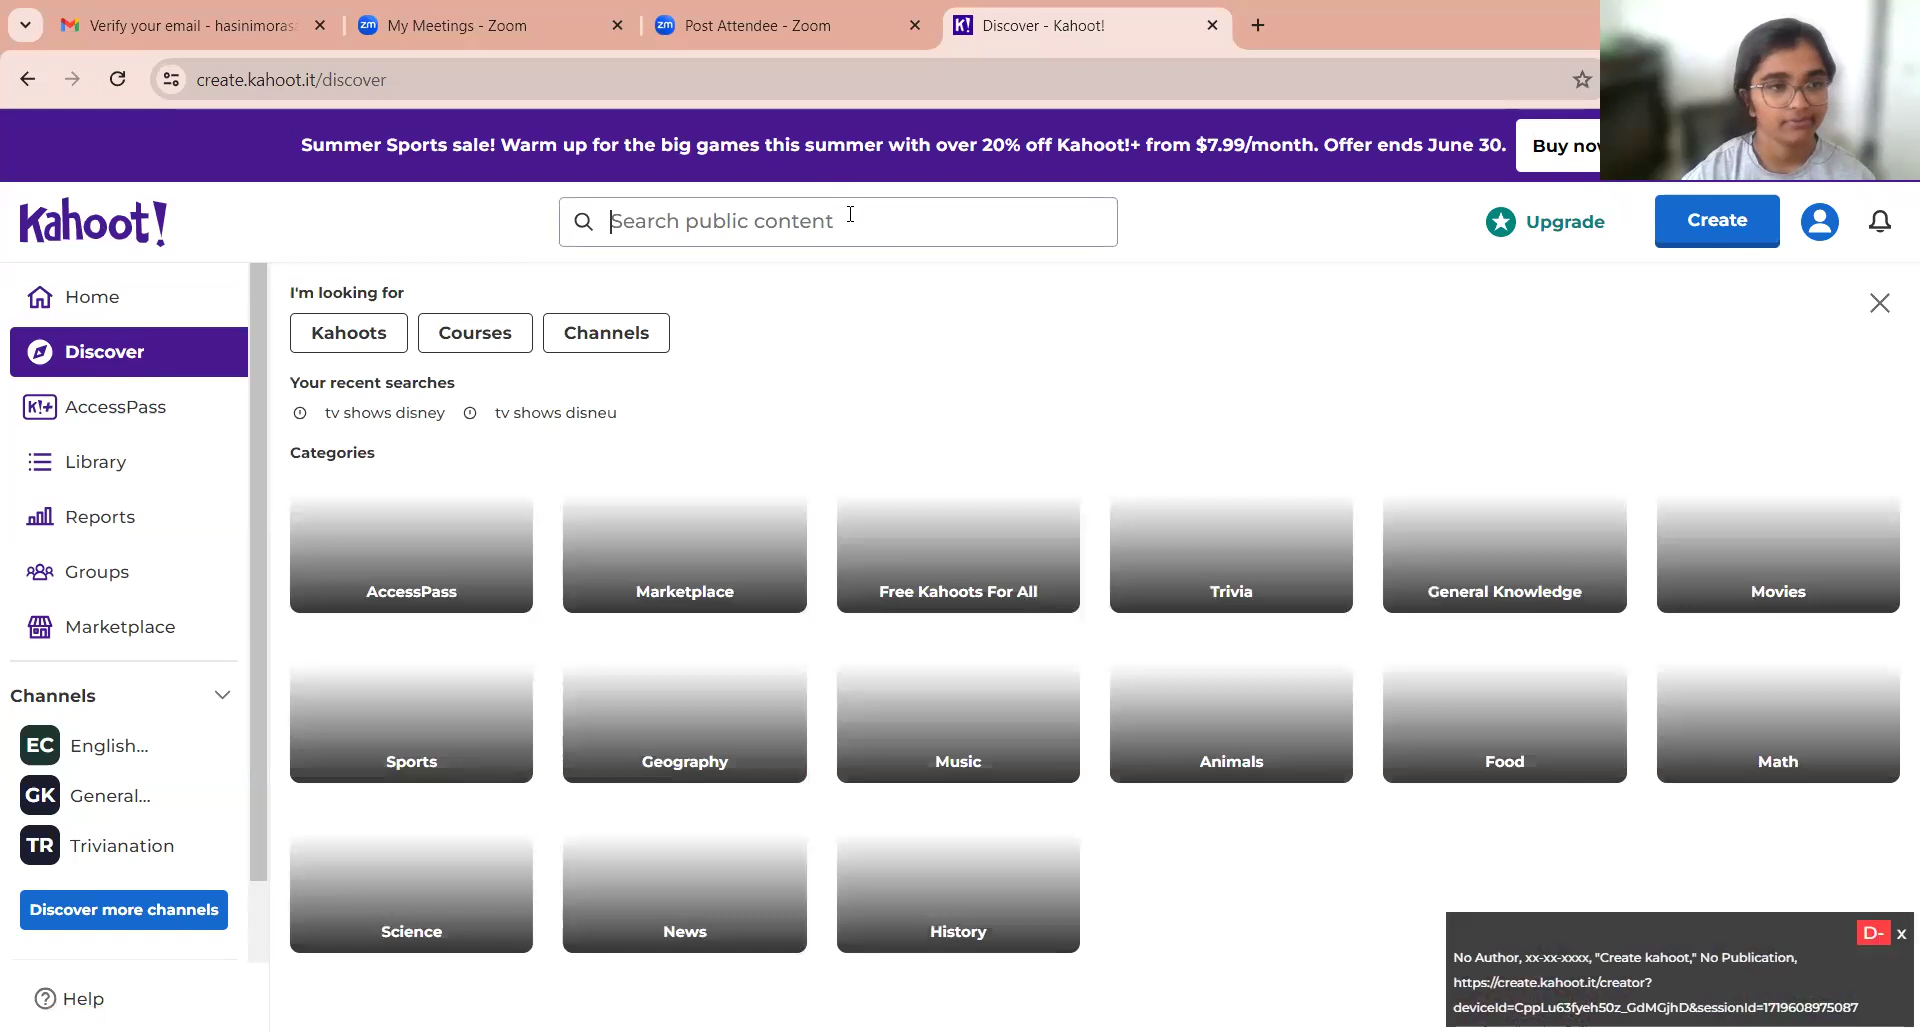 Verify your email - hasinimoras
My Meetings - Zoom
Post Attendee - Zoom
Discover - Kahoot!
create.kahoot.it/discover
Summer Sports sale! Warm up for the big games this summer with over 20% off Kahoot!+ from $7.99/month. Offer ends June 30.
Buy now
Kahoot!
Search public content
Upgrade
Create
Home
Discover
AccessPass
Library
Reports
Groups
Marketplace
Channels
EC English...
GK General...
TR Trivianation
Discover more channels
Help
I'm looking for
Kahoots Courses Channels
Your recent searches
tv shows disney tv shows disneu
Categories
AccessPass Marketplace Free Kahoots For All Trivia General Knowledge Movies
Sports Geography Music Animals Food Math
Science News History
D- x
No Author, xx-xx-xxxx, "Create kahoot," No Publication,
https://create.kahoot.it/creator?
deviceId=CppLu63fyeh50z_GdMGjhD&sessionId=1719608975087